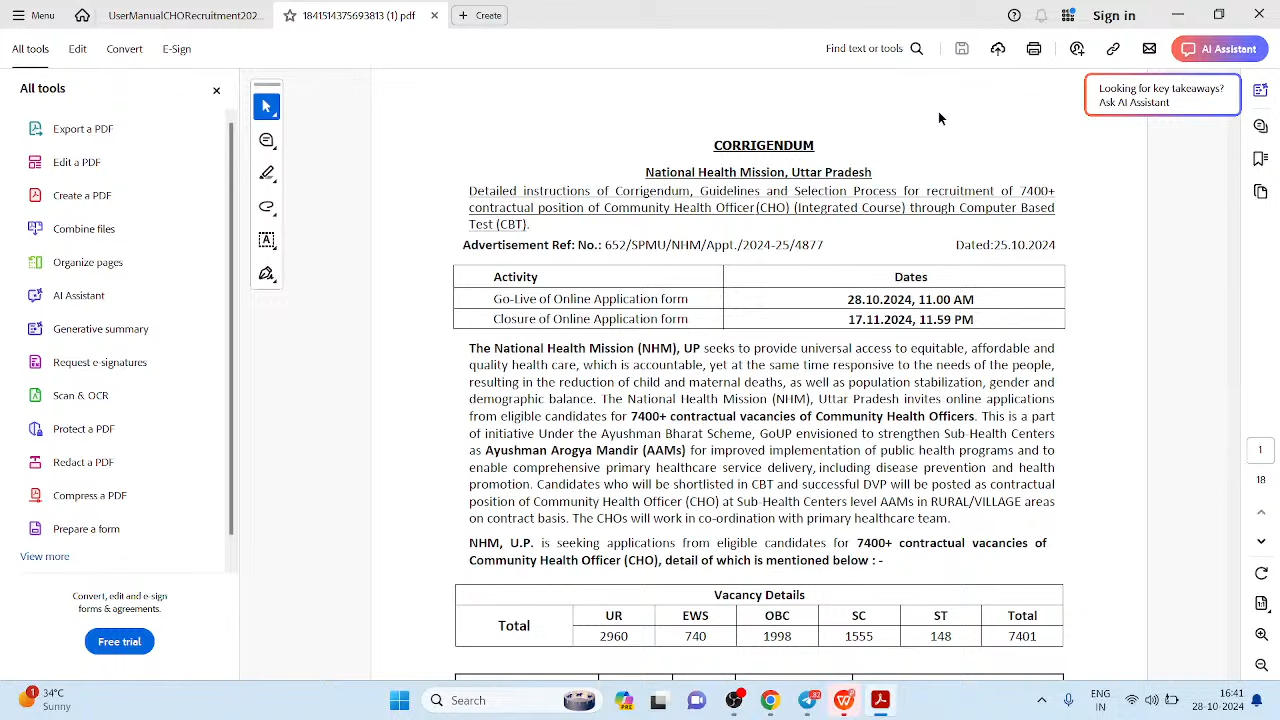 Menu
UseManualCHORecruitment202...
1841514375693813 (1) pdf
Create
Sign in
All tools
Edit
Convert
E-Sign
Find text or tools
AI Assistant
All tools
Looking for key takeaways?
Ask AI Assistant
Export a PDF
Edit a PDF
Create a PDF
Combine files
Organize pages
AI Assistant
Generative summary
Request e-signatures
Scan & OCR
Protect a PDF
Redact a PDF
Compress a PDF
Prepare a form
View more
Convert, edit and e-sign
forms & agreements.
Free trial
CORRIGENDUM
National Health Mission, Uttar Pradesh
Detailed instructions of Corrigendum, Guidelines and Selection Process for recruitment of 7400+
contractual position of Community Health Officer(CHO) (Integrated Course) through Computer Based
Test (CBT).
Advertisement Ref: No.: 652/SPMU/NHM/Appt./2024-25/4877 Dated:25.10.2024
Activity Dates
Go-Live of Online Application form 28.10.2024, 11.00 AM
Closure of Online Application form 17.11.2024, 11.59 PM
The National Health Mission (NHM), UP seeks to provide universal access to equitable, affordable and
quality health care, which is accountable, yet at the same time responsive to the needs of the people,
resulting in the reduction of child and maternal deaths, as well as population stabilization, gender and
demographic balance. The National Health Mission (NHM), Uttar Pradesh invites online applications
from eligible candidates for 7400+ contractual vacancies of Community Health Officers. This is a part
of initiative Under the Ayushman Bharat Scheme, GoUP envisioned to strengthen Sub-Health Centers
as Ayushman Arogya Mandir (AAMs) for improved implementation of public health programs and to
enable comprehensive primary healthcare service delivery, including disease prevention and health
promotion. Candidates who will be shortlisted in CBT and successful DVP will be posted as contractual
position of Community Health Officer (CHO) at Sub-Health Centers level AAMs in RURAL/VILLAGE areas
on contract basis. The CHOs will work in co-ordination with primary healthcare team.
NHM, U.P. is seeking applications from eligible candidates for 7400+ contractual vacancies of
Community Health Officer (CHO), detail of which is mentioned below : -
Vacancy Details
Total UR EWS OBC SC ST Total
2960 740 1998 1555 148 7401
1
18
1
34°C
Sunny
Search
PRE
ENG
IN
16:41
28-10-2024